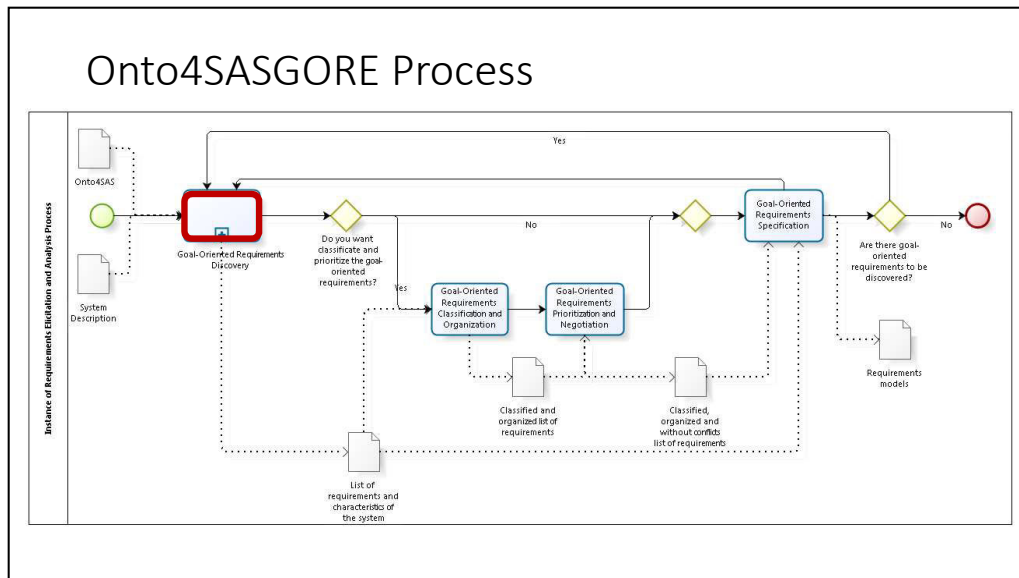 Onto4SASGORE Process
Instance of Requirements Elicitation and Analysis Process
Onto4SAS
System
Description
Goal-Oriented Requirements
Discovery
Do you want
classificate and
prioritize the goal-
oriented
requirements?
Yes
No
Yes
Goal-Oriented
Requirements
Classification and
Organization
Goal-Oriented
Requirements
Prioritization and
Negotiation
Goal-Oriented
Requirements
Specification
Are there goal-
oriented
requirements to be
discovered?
No
Requirements
models
Classified and
organized list of
requirements
Classified,
organized and
without conflicts
list of requirements
List of
requirements and
characteristics of
the system